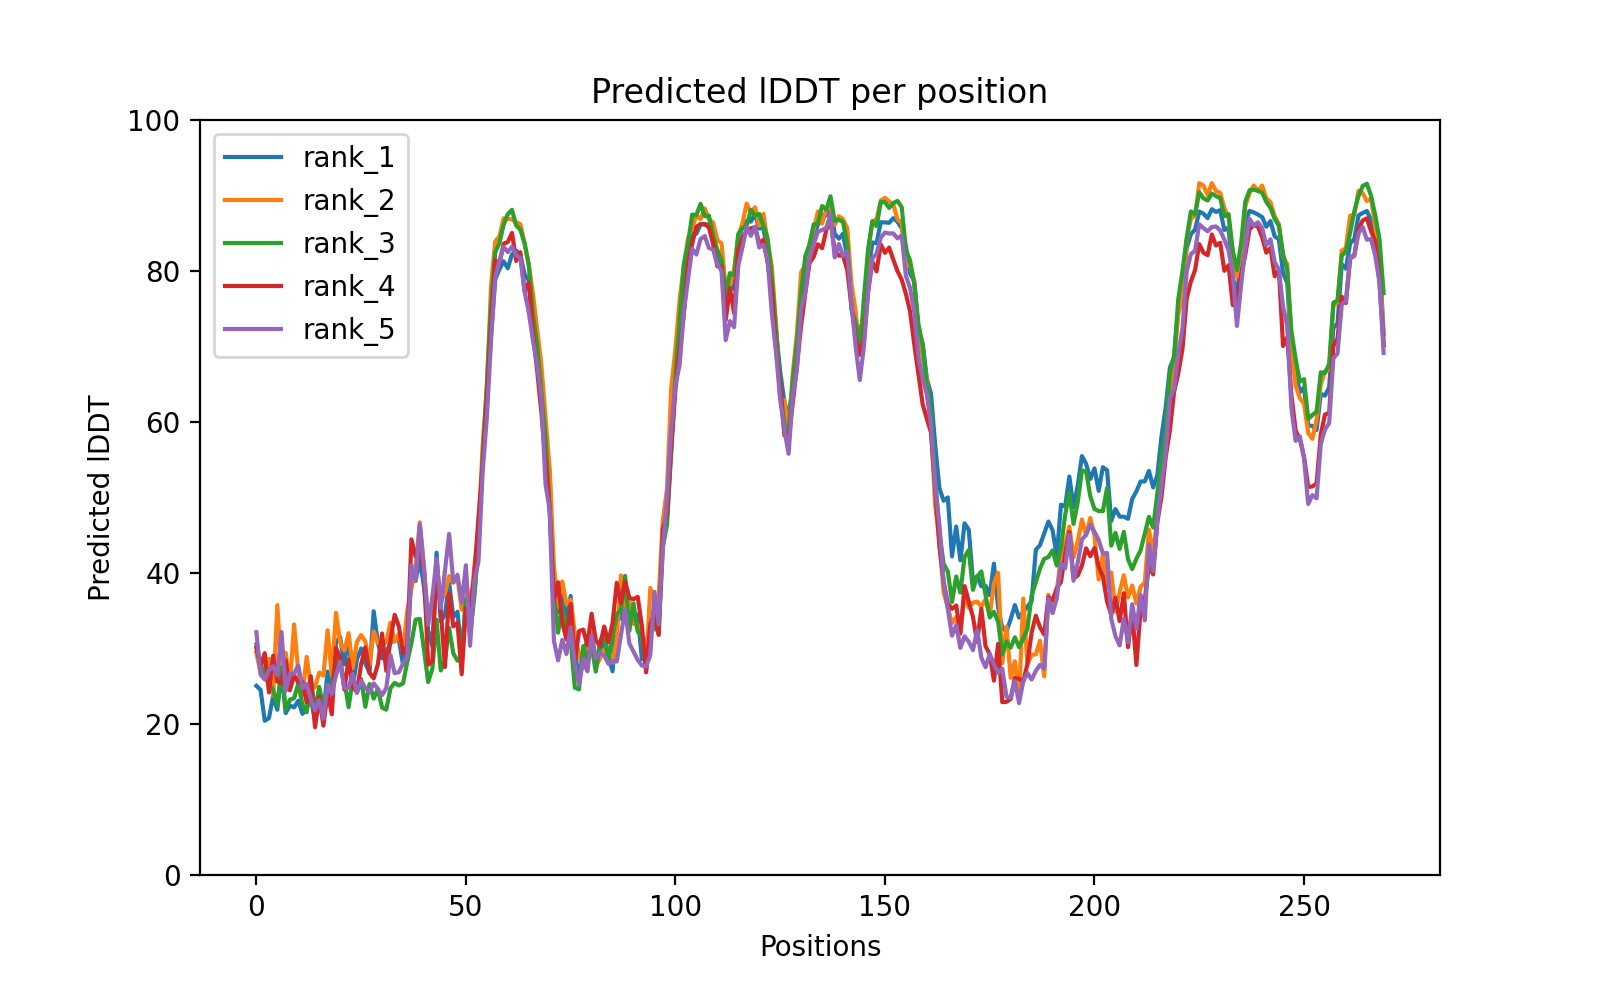 Predicted lDDT per position
100
80
60
40
20
0
Predicted lDDT
rank_1
rank_2
rank_3
rank_4
rank_5
0 50 100 150 200 250
Positions